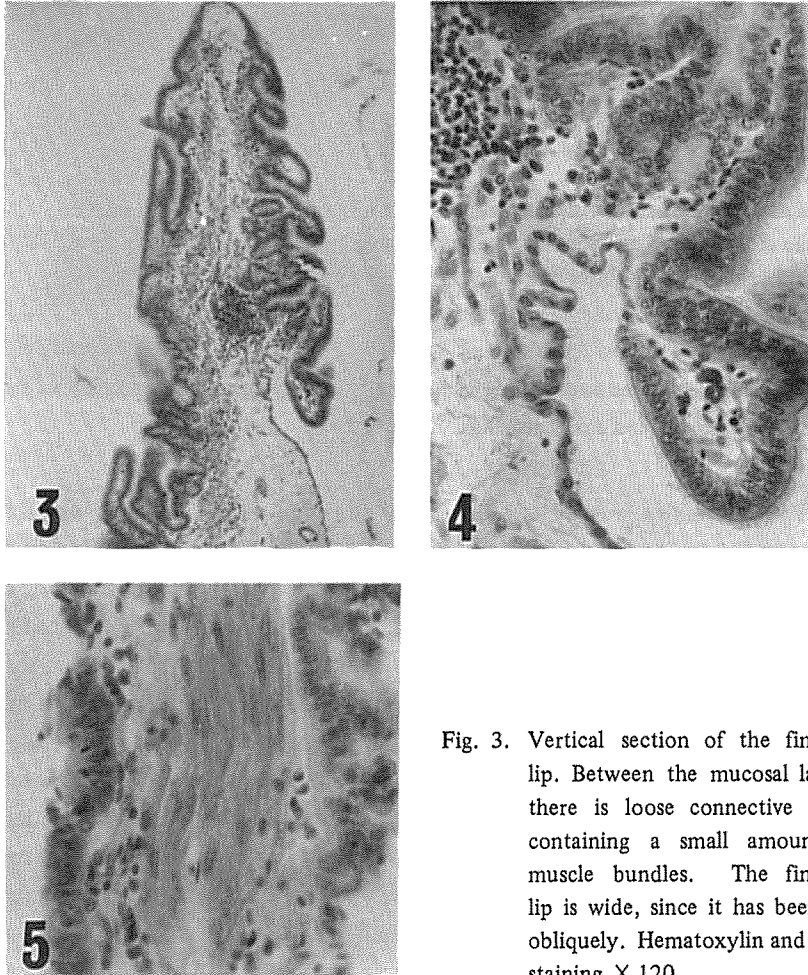 3
4
5
Fig. 3. Vertical section of the fin
lip. Between the mucosal la
there is loose connective
containing a small amoun
muscle bundles. The fin
lip is wide, since it has bee
obliquely. Hematoxylin and
staining X 120